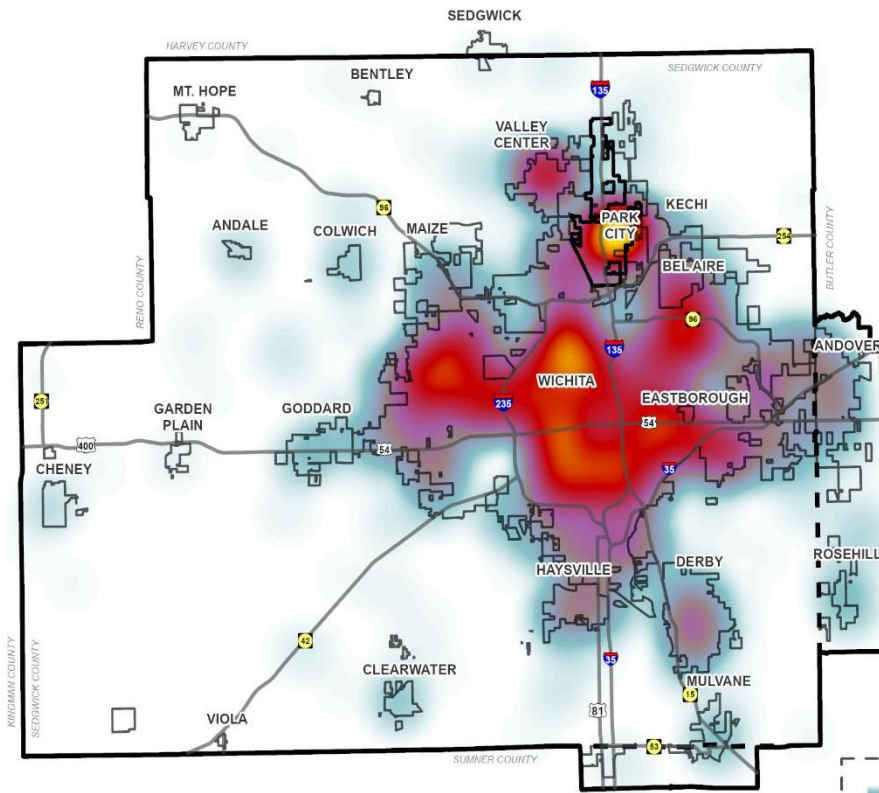 SEDGWICK
HARVEY COUNTY
SEDGWICK COUNTY
BENTLEY
MT. HOPE
135
VALLEY
CENTER
96
KECHI
PARK
CITY
ANDALE
COLWICH
MAIZE
254
BEL AIRE
BUTLER COUNTY
RENO COUNTY
96
135
ANDOVER
WICHITA
EASTBOROUGH
251
235
GARDEN
PLAIN
GODDARD
54
400
54
CHENEY
35
HAYSVILLE
DERBY
ROSEHILL
42
KINGMAN COUNTY
SEDGWICK COUNTY
CLEARWATER
35
MULVANE
15
VIOLA
81
53
SUMNER COUNTY